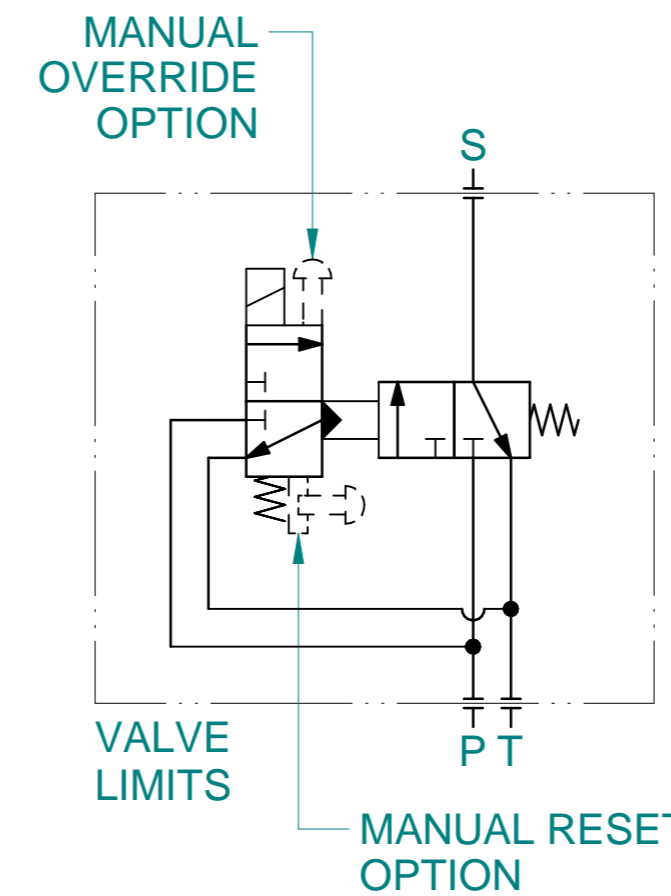 MANUAL
OVERRIDE
OPTION
S
VALVE
LIMITS
P T
MANUAL RESET
OPTION